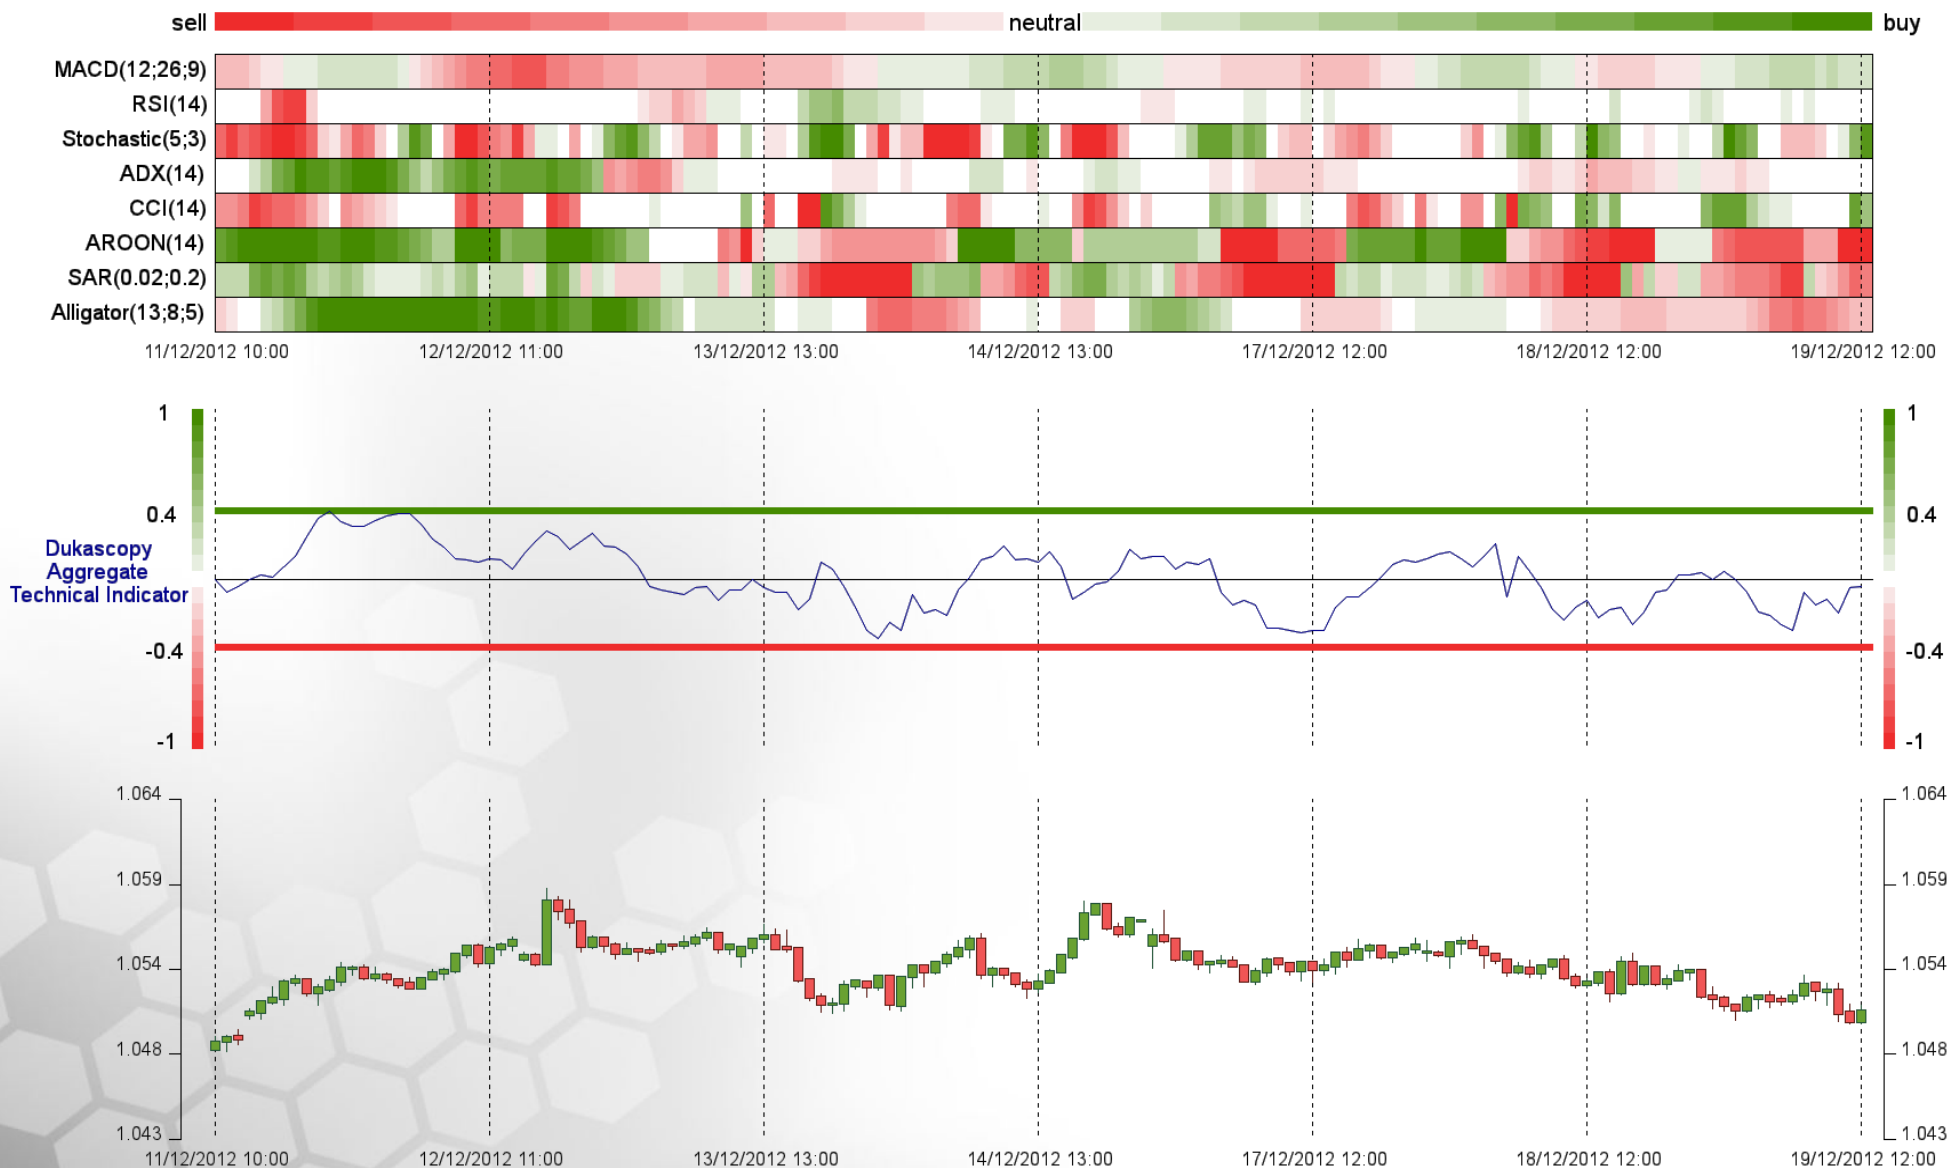 sell neutral buy
MACD(12;26;9)
RSI(14)
Stochastic(5;3)
ADX(14)
CCI(14)
AROON(14)
SAR(0.02;0.2)
Alligator(13;8;5)
11/12/2012 10:00 12/12/2012 11:00 13/12/2012 13:00 14/12/2012 13:00 17/12/2012 12:00 18/12/2012 12:00 19/12/2012 12:00
1 1
0.4 0.4
Dukascopy
Aggregate
Technical Indicator
-0.4 -0.4
-1 -1
1.064 1.064
1.059 1.059
1.054 1.054
1.048 1.048
1.043 1.043
11/12/2012 10:00 12/12/2012 11:00 13/12/2012 13:00 14/12/2012 13:00 17/12/2012 12:00 18/12/2012 12:00 19/12/2012 12:00